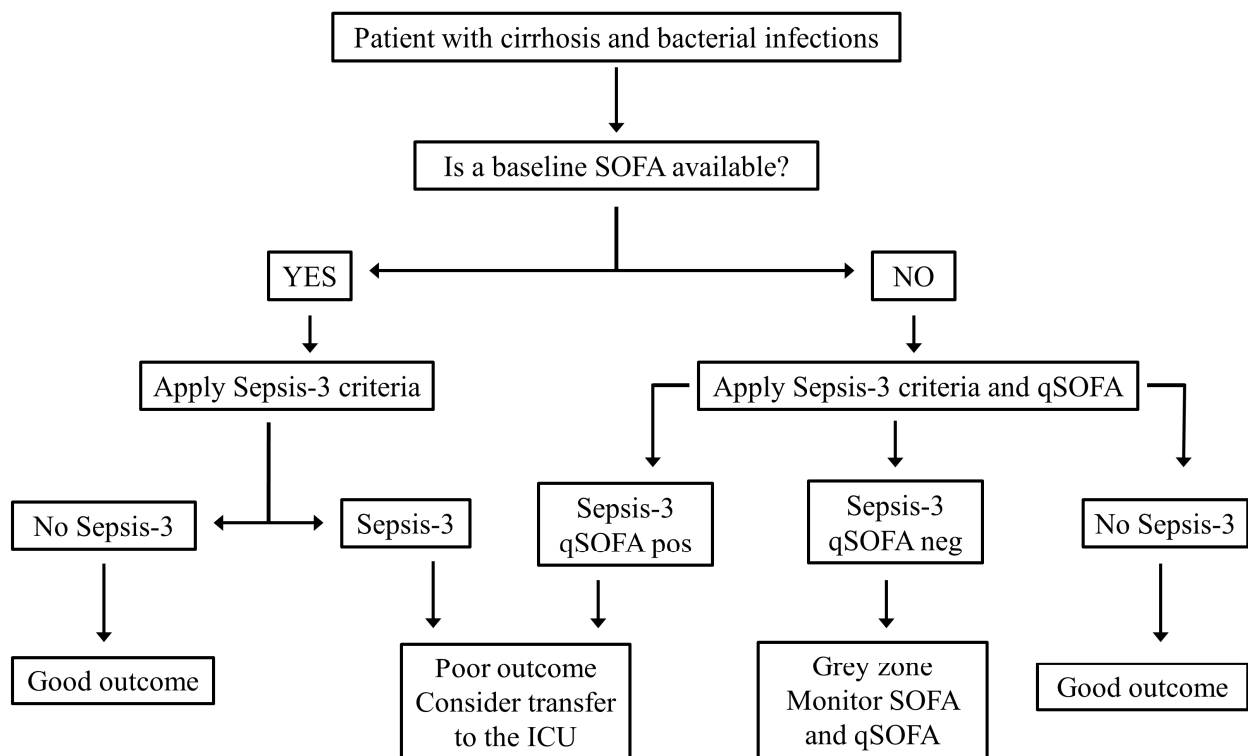 Patient with cirrhosis and bacterial infections
Is a baseline SOFA available?
YES
NO
Apply Sepsis-3 criteria
Apply Sepsis-3 criteria and qSOFA
No Sepsis-3
Sepsis-3
Sepsis-3
qSOFA pos
Sepsis-3
qSOFA neg
No Sepsis-3
Good outcome
Poor outcome
Consider transfer
to the ICU
Grey zone
Monitor SOFA
and qSOFA
Good outcome